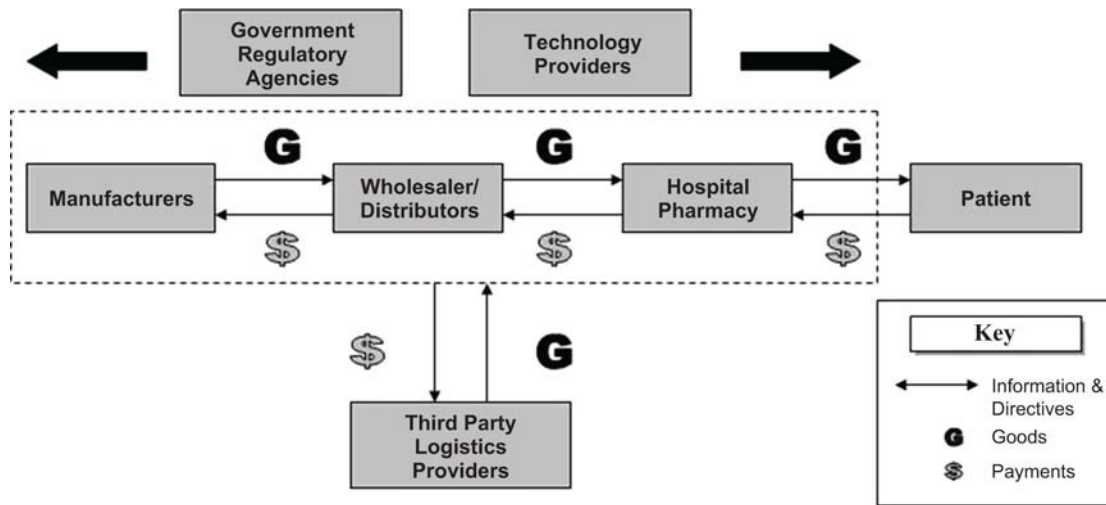 Government
Regulatory
Agencies
Technology
Providers
G
G
G
Manufacturers
Wholesaler/
Distributors
Hospital
Pharmacy
Patient
$
$
$
$
G
Third Party
Logistics
Providers
Key
Information &
Directives
G Goods
$ Payments